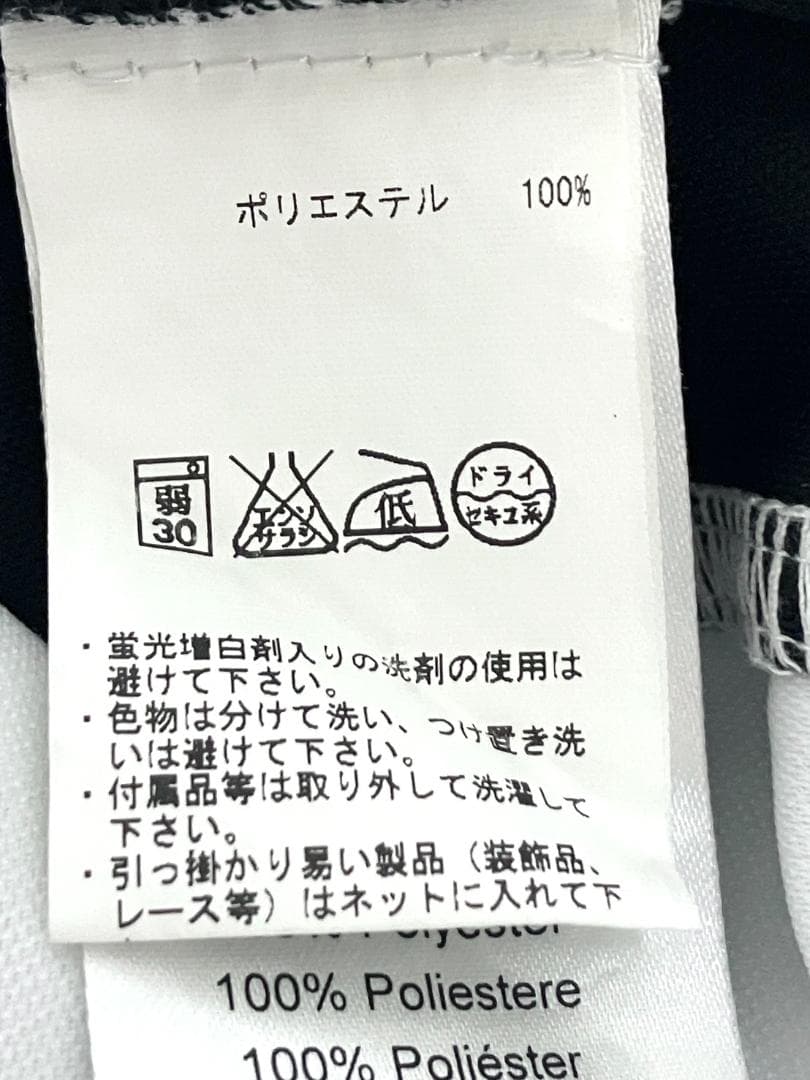 ポリエステル 100%
弱 30
エンソ サラシ
低
ドライ セキユ系
・蛍光増白剤入りの洗剤の使用は
避けて下さい。
・色物は分けて洗い、つけ置き洗
いは避けて下さい。
・付属品等は取り外して洗濯して
下さい。
・引っ掛かり易い製品（装飾品、
レース等）はネットに入れて下
Polyester
100% Poliestere
100% Poliéster